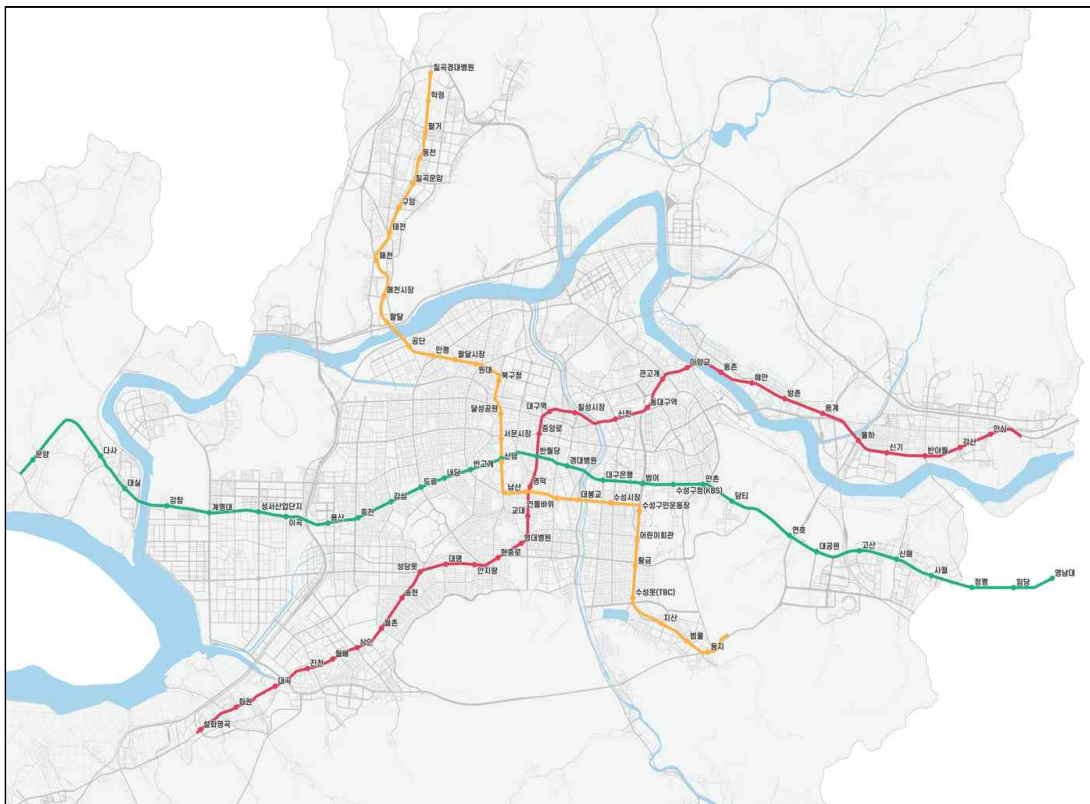 칠곡경대병원
학정
팔거
동천
칠곡운암
구암
태전
매천
매천시장
팔달
공단
만평
팔달시장
원대
북구청
달성공원
서문시장
신남
남산
건들바위
대봉교
수성시장
수성구민운동장
어린이회관
황금
수성못(TBC)
지산
범물
용지
문양
다사
대실
강창
계명대
성서산업단지
이곡
용산
죽전
감삼
두류
내당
반고개
반월당
경대병원
대구은행
범어
수성구청(KBS)
만촌
담티
연호
대공원
고산
신매
사월
정평
임당
영남대
설화명곡
화원
대곡
진천
월배
상인
월촌
송현
성당못
대명
안지랑
현충로
영대병원
교대
명덕
중앙로
대구역
칠성시장
신천
동대구역
큰고개
아양교
동촌
해안
방촌
용계
율하
신기
반야월
각산
안심